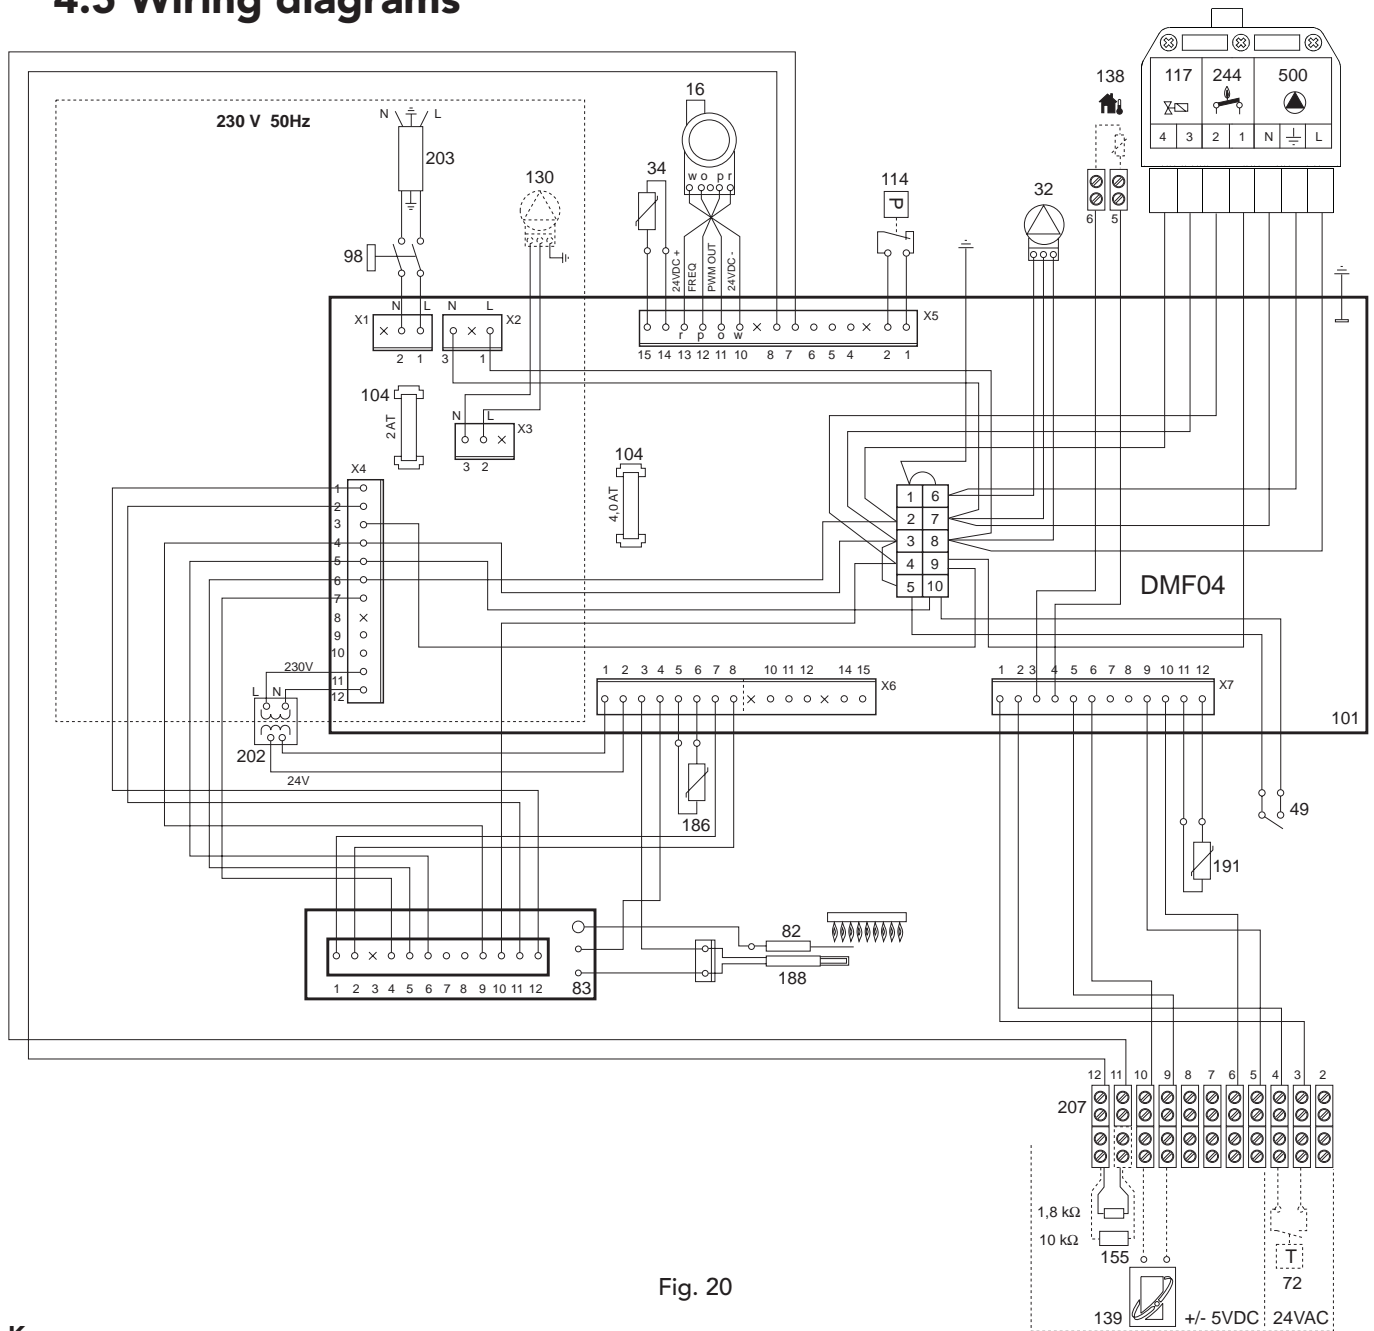 4.3 Wiring diagrams
230 V 50Hz
N L
203
130
98
N L
X1
2 1
N L
X2
3 1
104
2 AT
N L
X3
3 2
16
w o p r
34
24VDC +
FREQ
PWM OUT
24VDC -
114
P
32
138
6 5
117 244 500
4 3 2 1 N L
X5
r p o w
15 14 13 12 11 10 8 7 6 5 4 2 1
104
4,0 AT
X4
1
2
3
4
5
6
7
8
9
10
11
12
230V
L N
202
24V
1 6
2 7
3 8
4 9
5 10
DMF04
1 2 3 4 5 6 7 8 10 11 12 14 15
X6
1 2 3 4 5 6 7 8 9 10 11 12
X7
101
186
49
191
82
188
83
1 2 3 4 5 6 7 8 9 10 11 12
12 11 10 9 8 7 6 5 4 3 2
207
1,8 kΩ
10 kΩ
155
T
72
139
+/- 5VDC
24VAC
Fig. 20